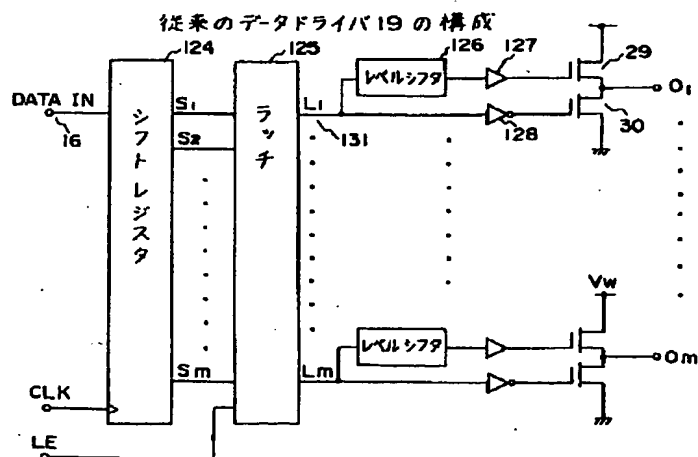 従来のデータドライバ19の構成
124
125
126
127
29
レベルシフタ
DATA IN
16
S1
L1
O1
131
128
30
S2
シフトレジスタ
ラッチ
Vw
レベルシフタ
Sm
Lm
Om
CLK
LE